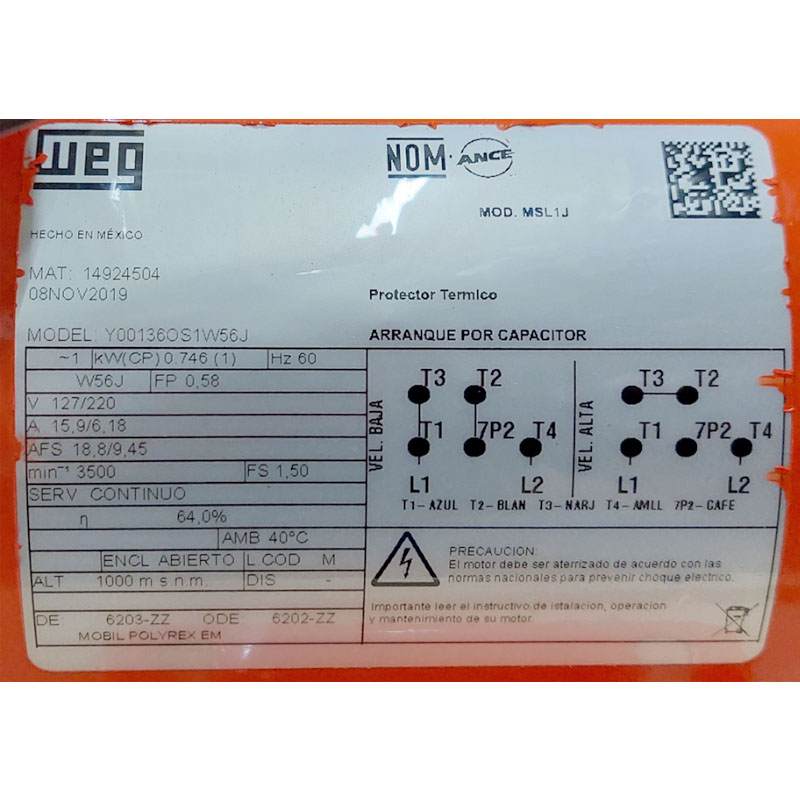 weg
NOM ANCE
MOD. MSL1J
HECHO EN MÉXICO
MAT: 14924504
08NOV2019
Protector Termico
MODEL: Y00136OS1W56J
ARRANQUE POR CAPACITOR
~1 kW(CP) 0.746 (1) Hz 60
W56J FP 0,58
V 127/220
A 15,9/6,18
AFS 18,8/9,45
min⁻¹ 3500 FS 1,50
SERV CONTINUO
η 64,0%
AMB 40°C
ENCL ABIERTO L COD M
ALT 1000 m s.n.m. DIS -
DE 6203-ZZ ODE 6202-ZZ
MOBIL POLYREX EM
VEL. BAJA
T3 T2
T1 7P2 T4
L1 L2
VEL. ALTA
T3 T2
T1 7P2 T4
L1 L2
T1-AZUL T2-BLAN T3-NARJ T4-AMLL 7P2-CAFE
PRECAUCION:
El motor debe ser aterrizado de acuerdo con las
normas nacionales para prevenir choque electrico.
Importante leer el instructivo de istalacion, operacion
y mantenimiento de su motor.